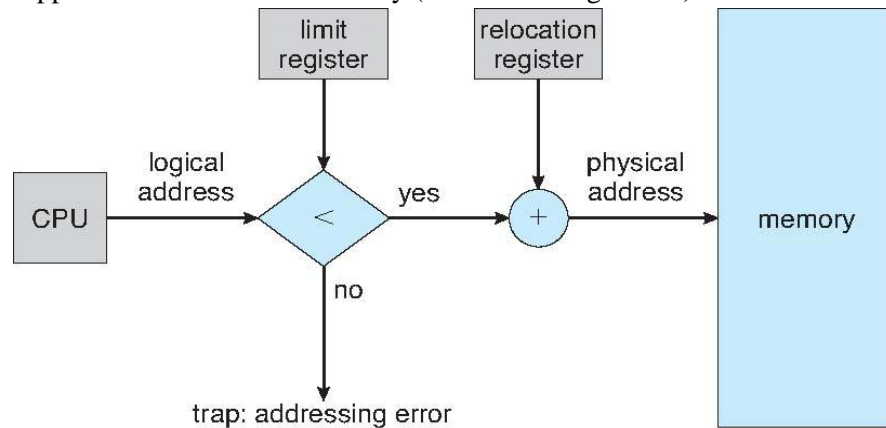 limit
register
relocation
register
logical
address
physical
address
CPU
<
yes
+
memory
no
trap: addressing error